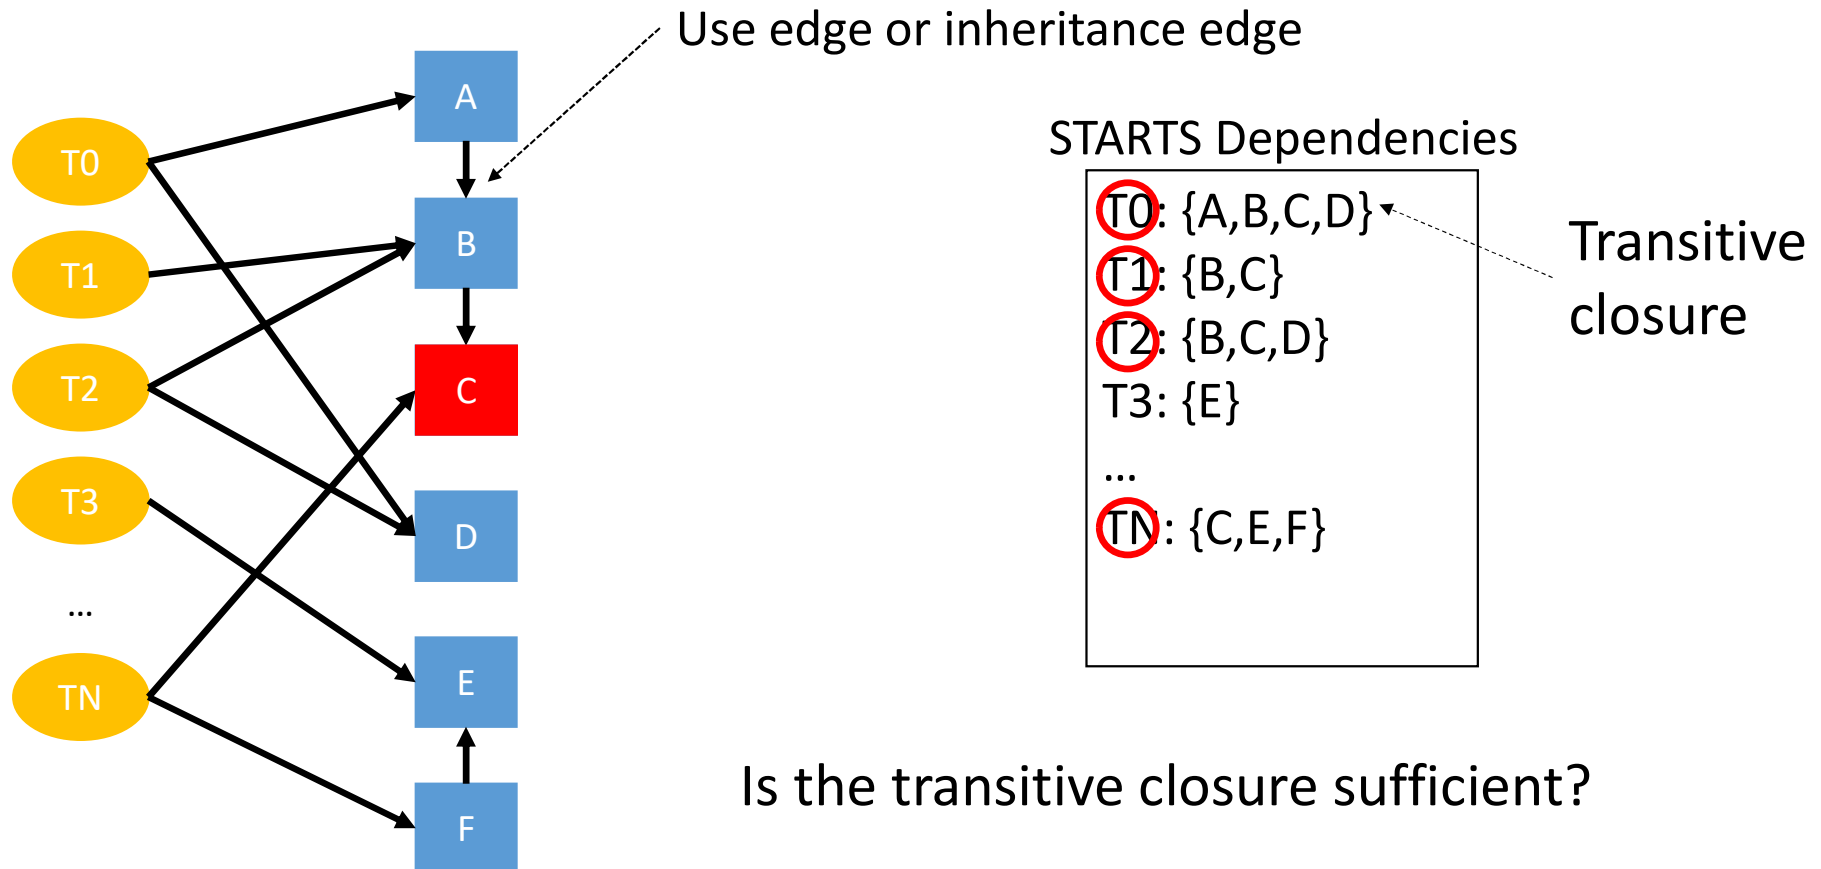 Use edge or inheritance edge
A
T0
B
T1
T2
C
T3
D
...
TN
E
F
STARTS Dependencies
T0: {A,B,C,D}
T1: {B,C}
T2: {B,C,D}
T3: {E}
...
TN: {C,E,F}
Transitive
closure
Is the transitive closure sufficient?